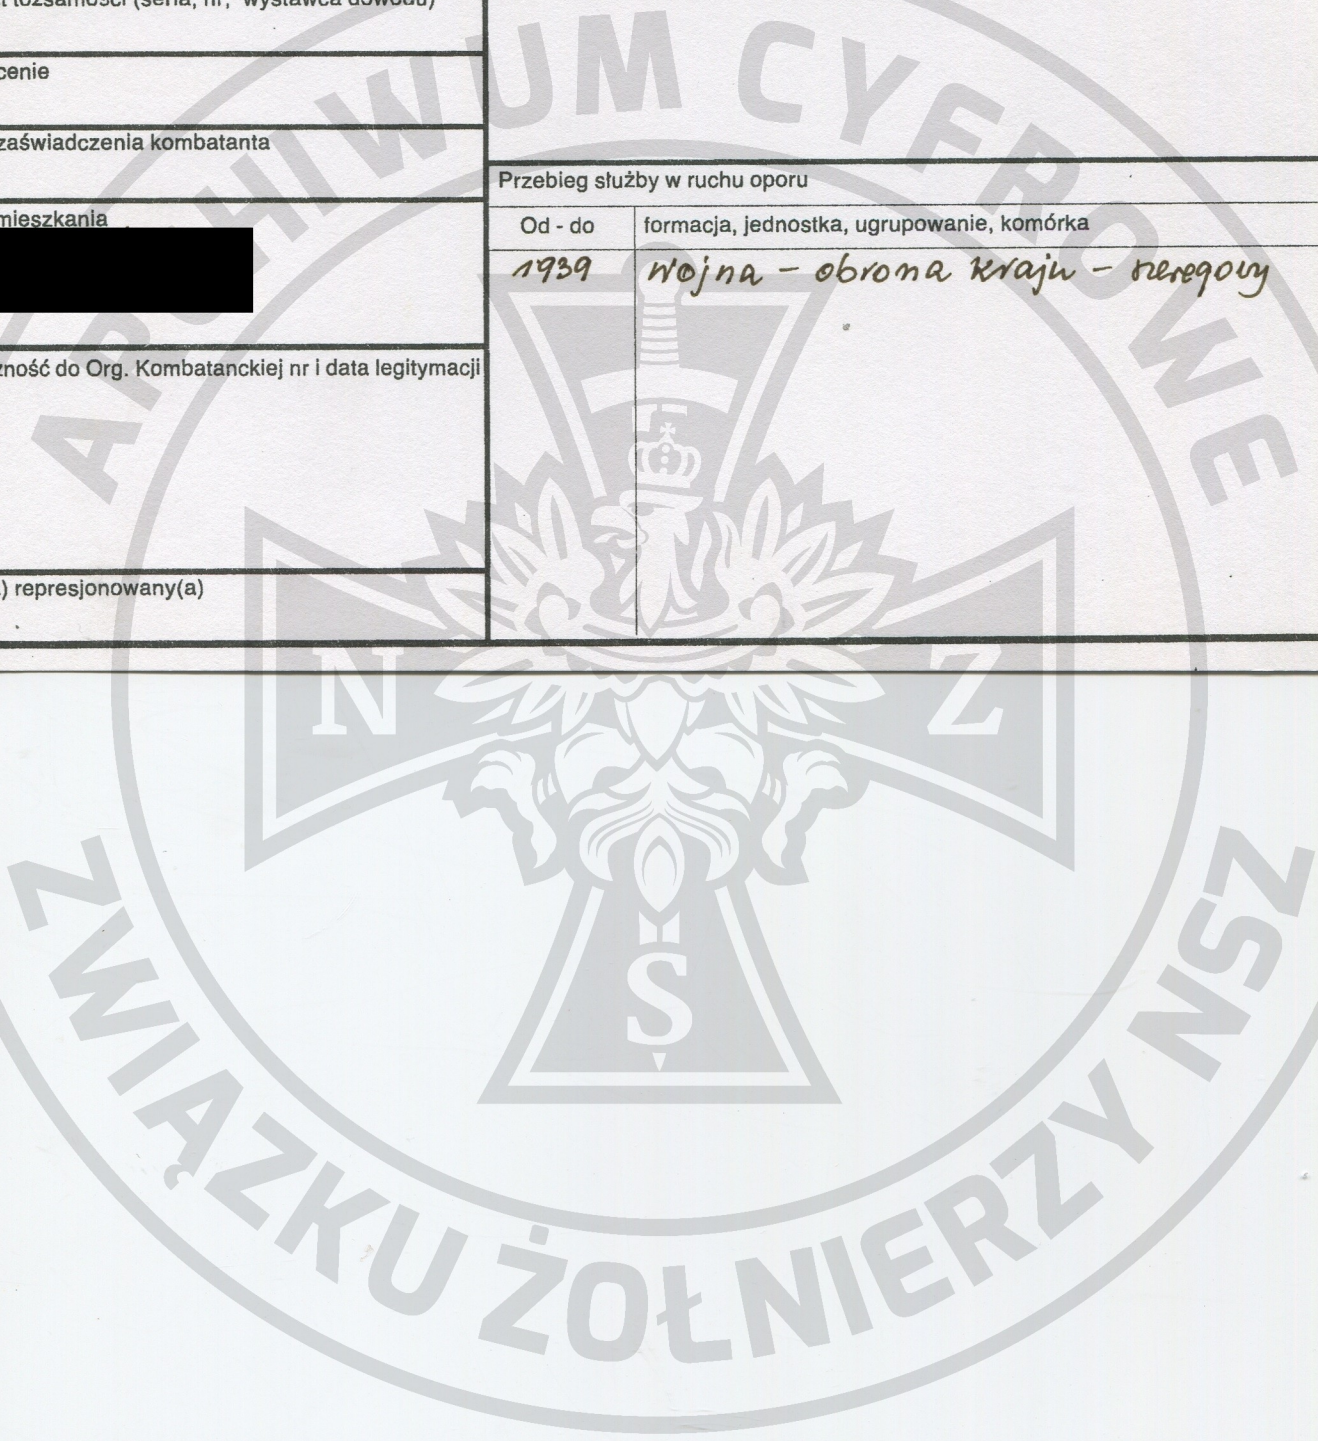 t tożsamości (seria, nr, wystawca dowodu)
cenie
zaświadczenia kombatanta
mieszkania
zność do Org. Kombatanckiej nr i data legitymacji
) represjonowany(a)
Przebieg służby w ruchu oporu
Od - do formacja, jednostka, ugrupowanie, komórka
1939 Wojna - obrona kraju - szeregowy
ARCHIWUM CYFROWE
ZWIĄZKU ŻOŁNIERZY NSZ
N Z
S